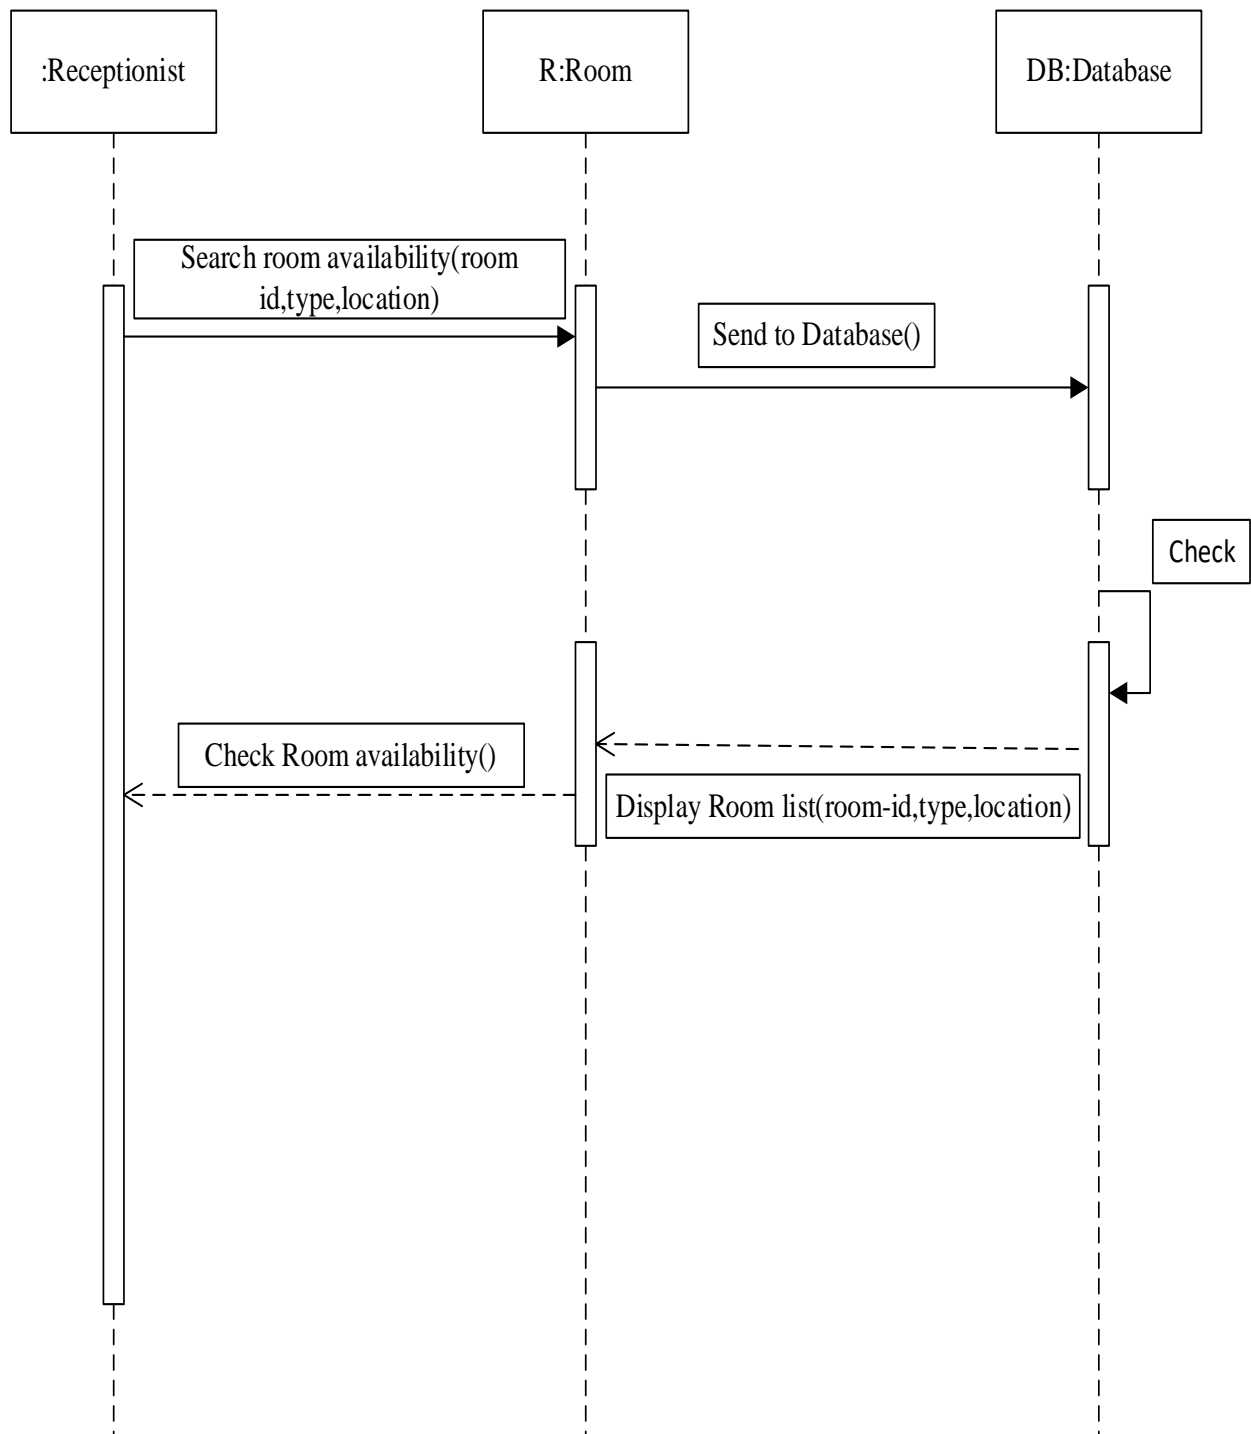 :Receptionist
R:Room
DB:Database
Search room availability(room
id,type,location)
Send to Database()
Check
Check Room availability()
Display Room list(room-id,type,location)